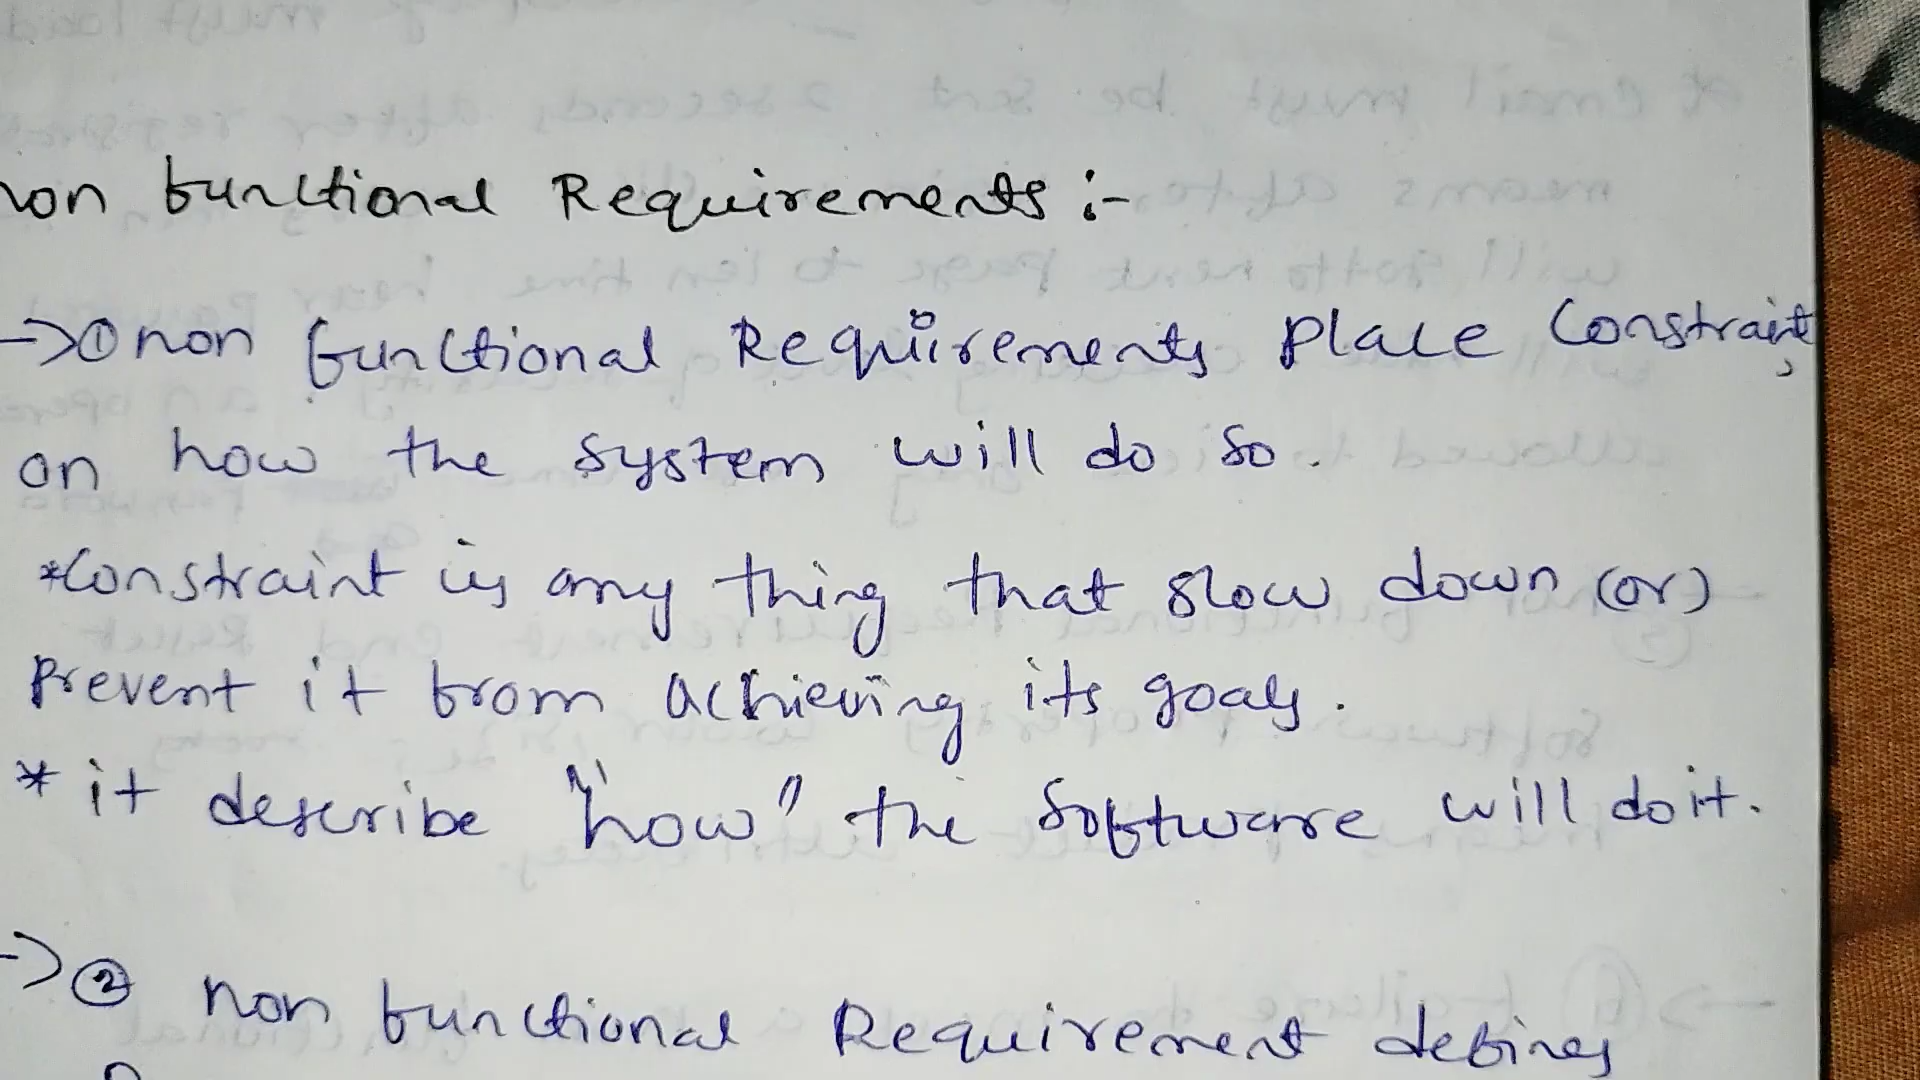 non functional Requirements :-
->① non functional Requirements place Constraints
on how the system will do so.
*Constraint is any thing that slow down (or)
Prevent it from achieving its goals.
* it describe "how" the software will do it.
->② non functional Requirement defines